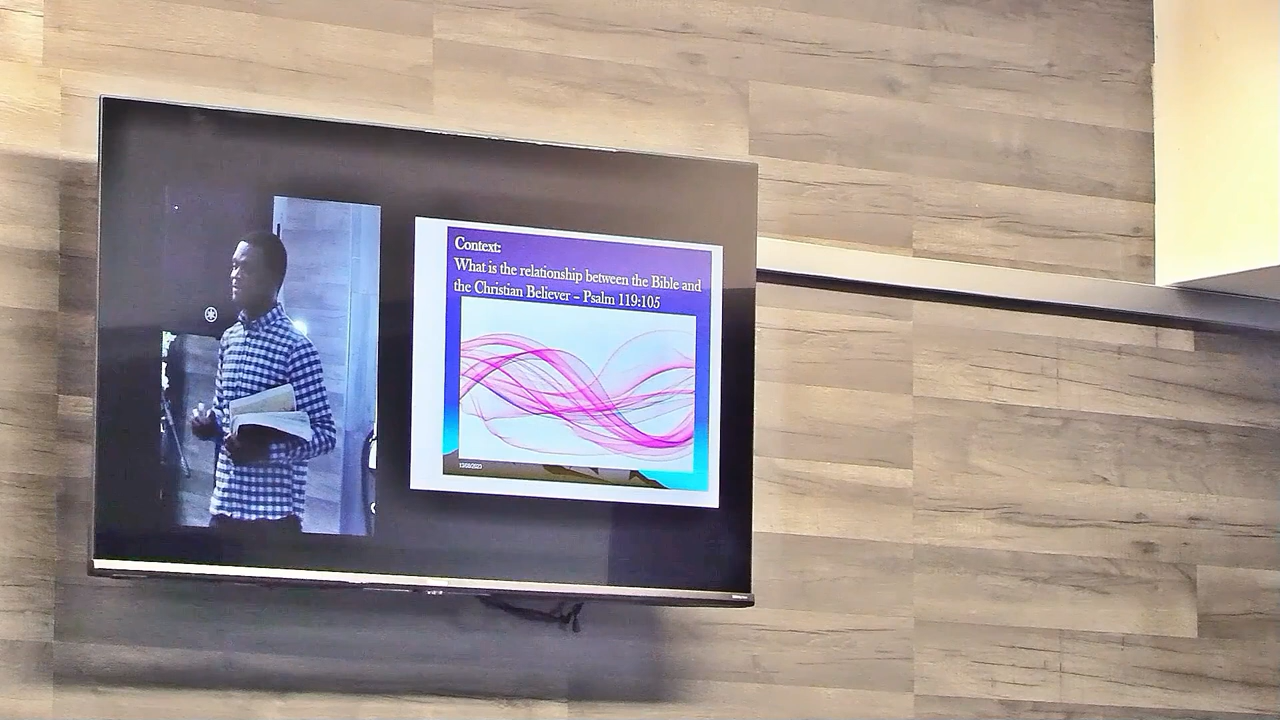 Context:
What is the relationship between the Bible and
the Christian Believer – Psalm 119:105